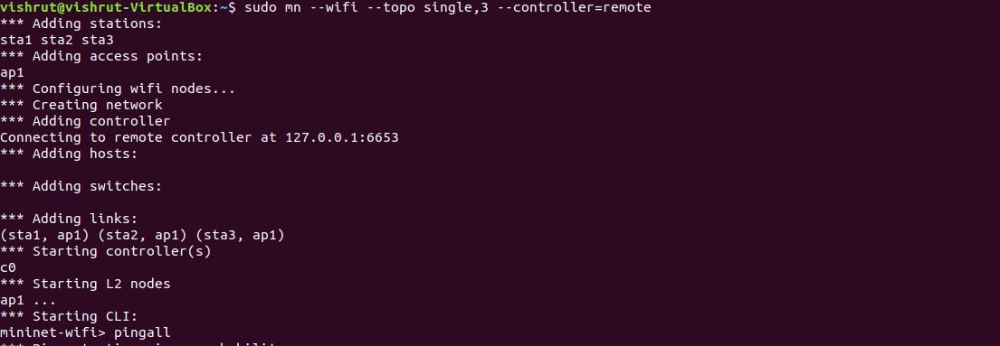 vishrut@vishrut-VirtualBox:~$ sudo mn --wifi --topo single,3 --controller=remote
*** Adding stations:
sta1 sta2 sta3
*** Adding access points:
ap1
*** Configuring wifi nodes...
*** Creating network
*** Adding controller
Connecting to remote controller at 127.0.0.1:6653
*** Adding hosts:
*** Adding switches:
*** Adding links:
(sta1, ap1) (sta2, ap1) (sta3, ap1)
*** Starting controller(s)
c0
*** Starting L2 nodes
ap1 ...
*** Starting CLI:
mininet-wifi> pingall